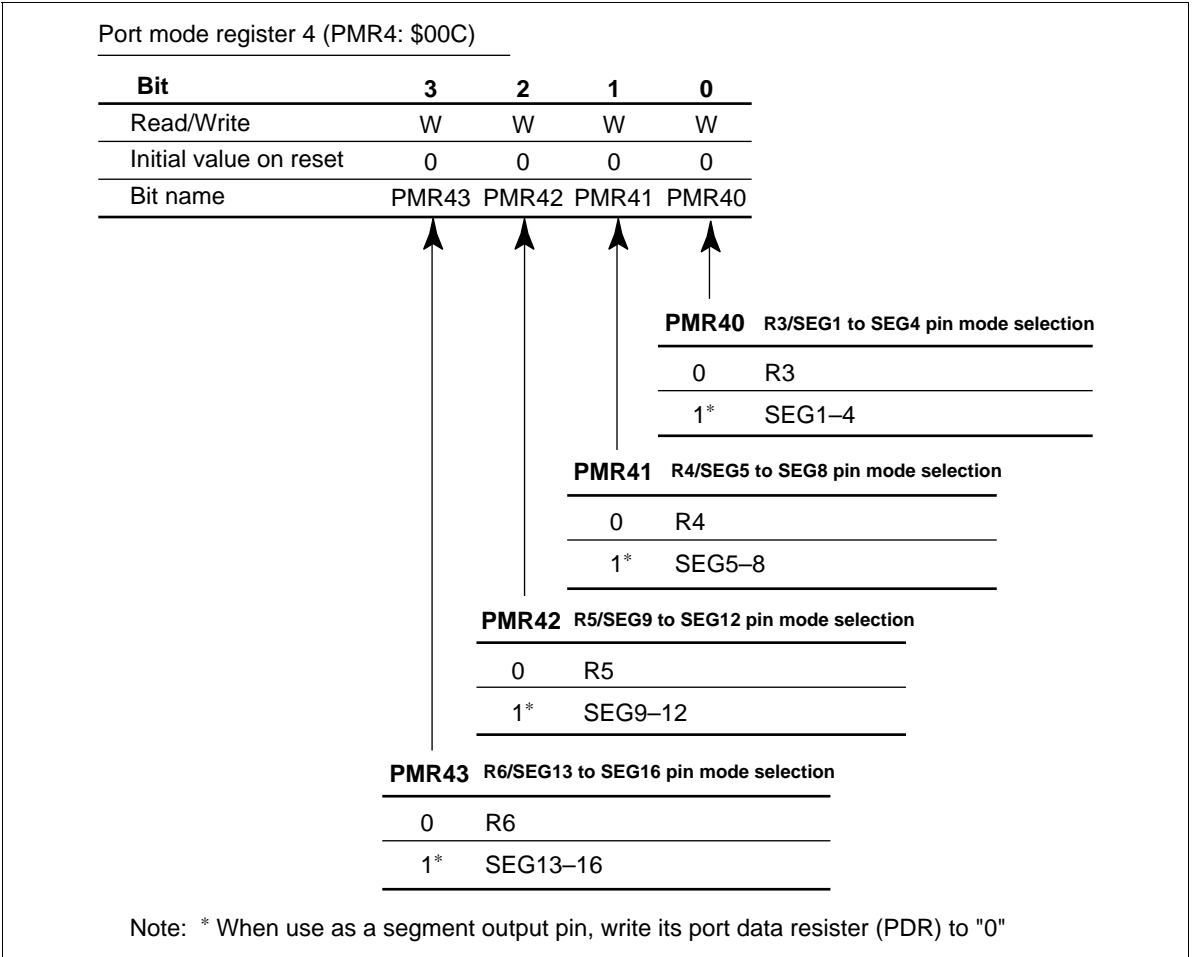 Port mode register 4 (PMR4: $00C)
Bit 3 2 1 0
Read/Write W W W W
Initial value on reset 0 0 0 0
Bit name PMR43 PMR42 PMR41 PMR40
PMR40 R3/SEG1 to SEG4 pin mode selection
0 R3
1* SEG1–4
PMR41 R4/SEG5 to SEG8 pin mode selection
0 R4
1* SEG5–8
PMR42 R5/SEG9 to SEG12 pin mode selection
0 R5
1* SEG9–12
PMR43 R6/SEG13 to SEG16 pin mode selection
0 R6
1* SEG13–16
Note: * When use as a segment output pin, write its port data resister (PDR) to "0"